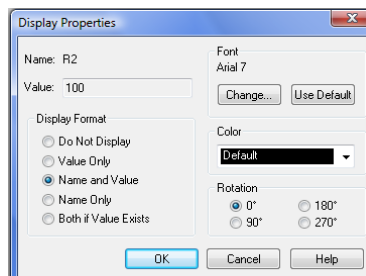 Display Properties
Name: R2
Value: 100
Font
Arial 7
Change...
Use Default
Display Format
Do Not Display
Value Only
Name and Value
Name Only
Both if Value Exists
Color
Default
Rotation
0°
180°
90°
270°
OK
Cancel
Help